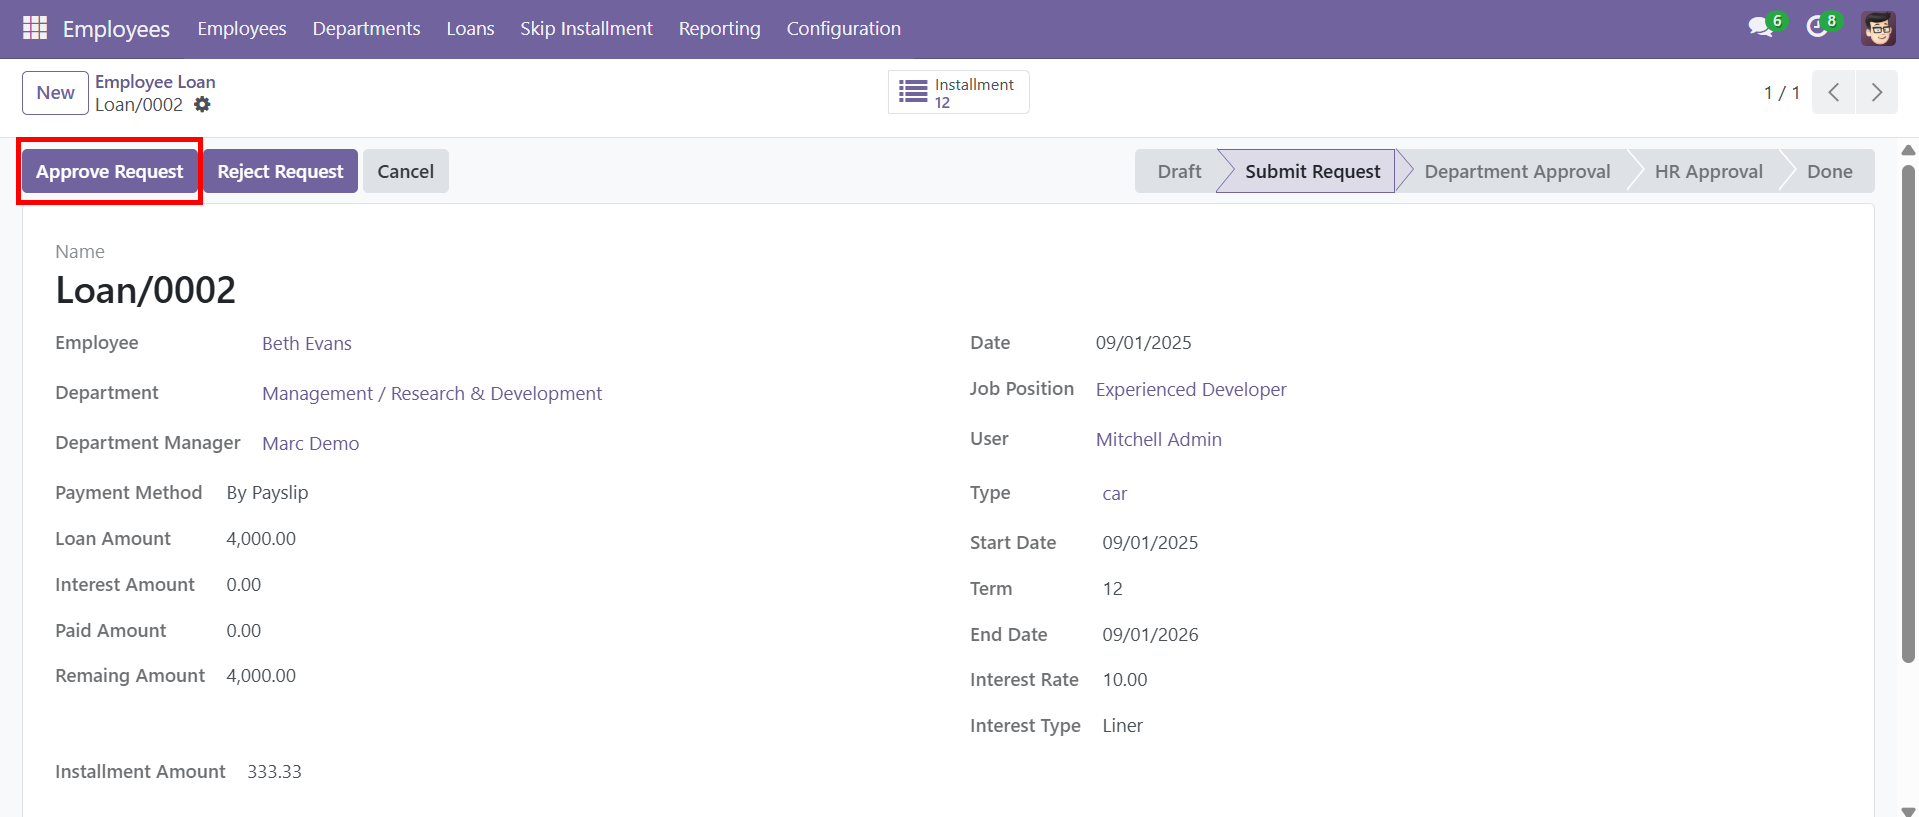 Employees Employees Departments Loans Skip Installment Reporting Configuration 6 8
New Employee Loan
Loan/0002
Installment
12
1 / 1
Approve Request Reject Request Cancel Draft Submit Request Department Approval HR Approval Done
Name
Loan/0002
Employee Beth Evans Date 09/01/2025
Department Management / Research & Development Job Position Experienced Developer
Department Manager Marc Demo User Mitchell Admin
Payment Method By Payslip Type car
Loan Amount 4,000.00 Start Date 09/01/2025
Interest Amount 0.00 Term 12
Paid Amount 0.00 End Date 09/01/2026
Remaing Amount 4,000.00 Interest Rate 10.00
Interest Type Liner
Installment Amount 333.33